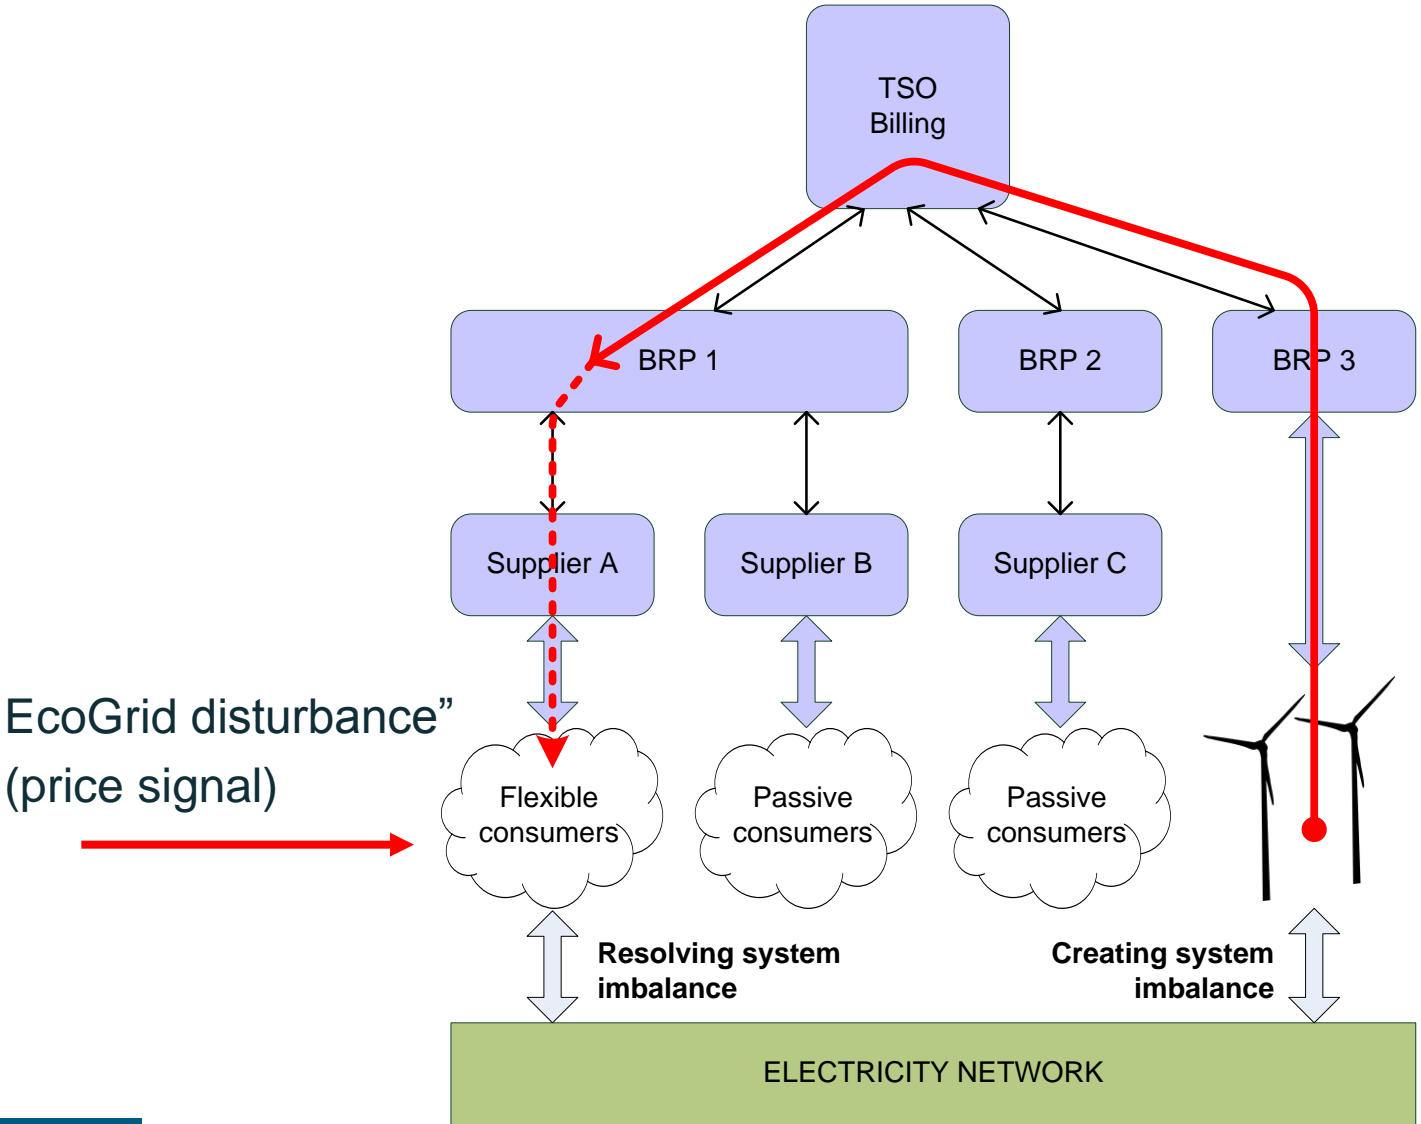 TSO
Billing
BRP 1
BRP 2
BRP 3
Supplier A
Supplier B
Supplier C
EcoGrid disturbance”
(price signal)
Flexible
consumers
Passive
consumers
Passive
consumers
Resolving system
imbalance
Creating system
imbalance
ELECTRICITY NETWORK